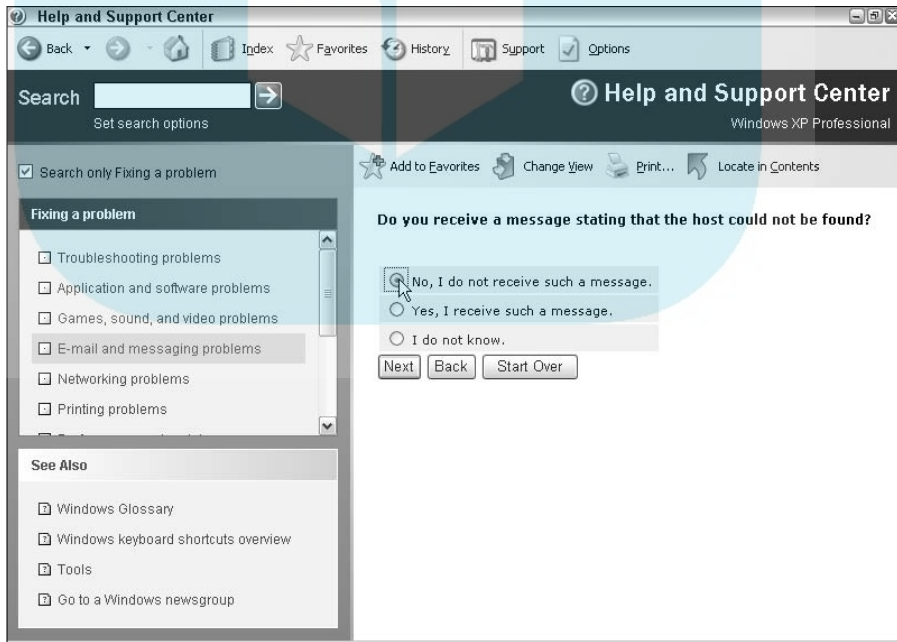 Help and Support Center
Back
Index
Favorites
History
Support
Options
Search
Set search options
Help and Support Center
Windows XP Professional
Search only Fixing a problem
Add to Favorites
Change View
Print...
Locate in Contents
Fixing a problem
Troubleshooting problems
Application and software problems
Games, sound, and video problems
E-mail and messaging problems
Networking problems
Printing problems
See Also
Windows Glossary
Windows keyboard shortcuts overview
Tools
Go to a Windows newsgroup
Do you receive a message stating that the host could not be found?
No, I do not receive such a message.
Yes, I receive such a message.
I do not know.
Next
Back
Start Over